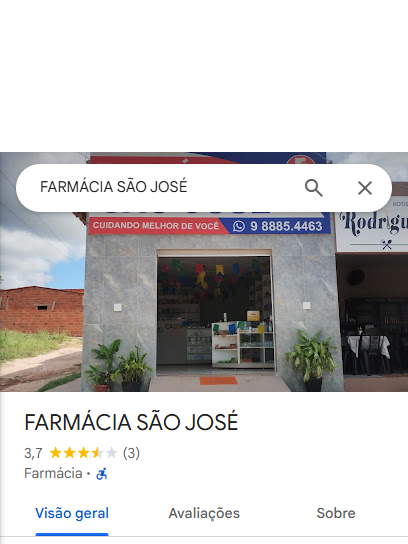 FARMÁCIA SÃO JOSÉ
CUIDANDO MELHOR DE VOCÊ 9 8885.4463
FARMÁCIA SÃO JOSÉ
3,7 (3)
Farmácia ·
Visão geral Avaliações Sobre